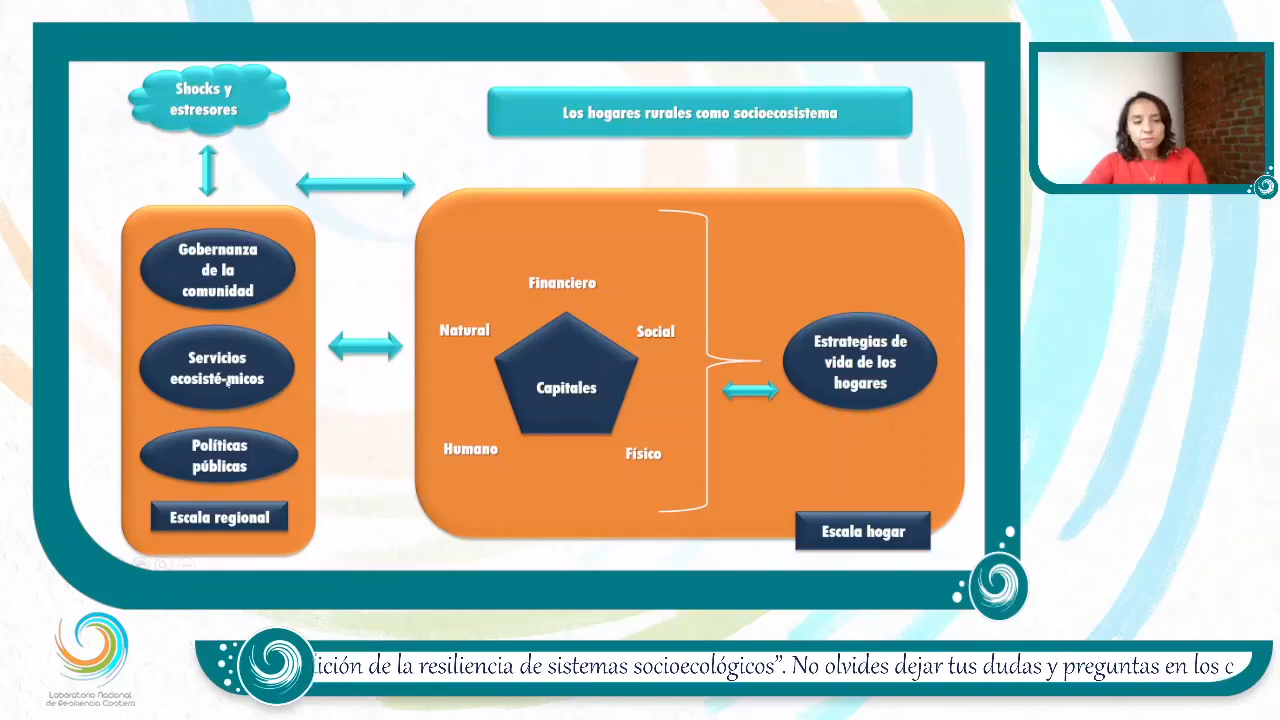 Shocks y
estresores
Los hogares rurales como socioecosistema
Gobernanza
de la
comunidad
Servicios
ecosisté-micos
Políticas
públicas
Escala regional
Financiero
Natural
Social
Capitales
Humano
Físico
Estrategias de
vida de los
hogares
Escala hogar
Laboratorio Nacional
de Resiliencia Costera
ición de la resiliencia de sistemas socioecológicos”. No olvides dejar tus dudas y preguntas en los c